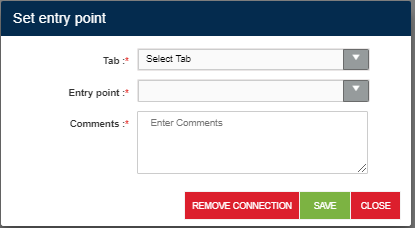 Set entry point
Tab :* Select Tab
Entry point :*
Comments :* Enter Comments
REMOVE CONNECTION SAVE CLOSE